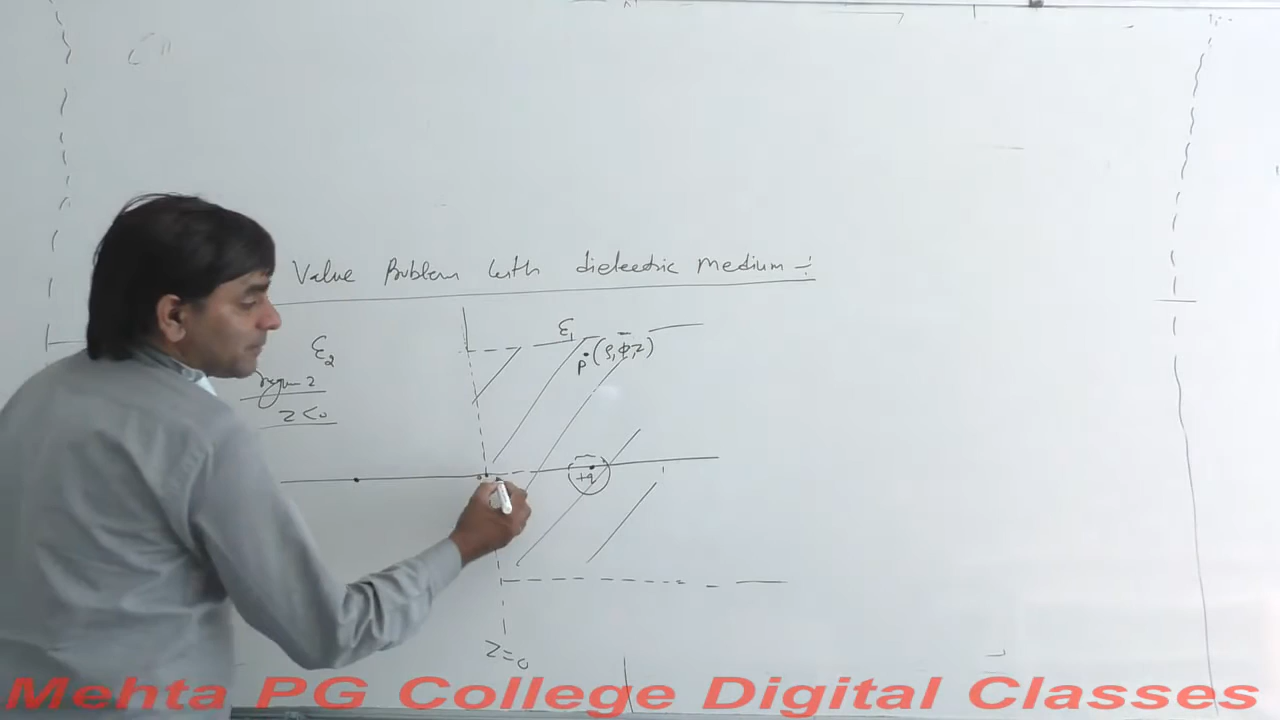 Value Problem with dielectric medium :-
ε₁
ε₂
P (ρ, φ, z)
region 2
z < 0
+q
z = 0
Mehta PG College Digital Classes